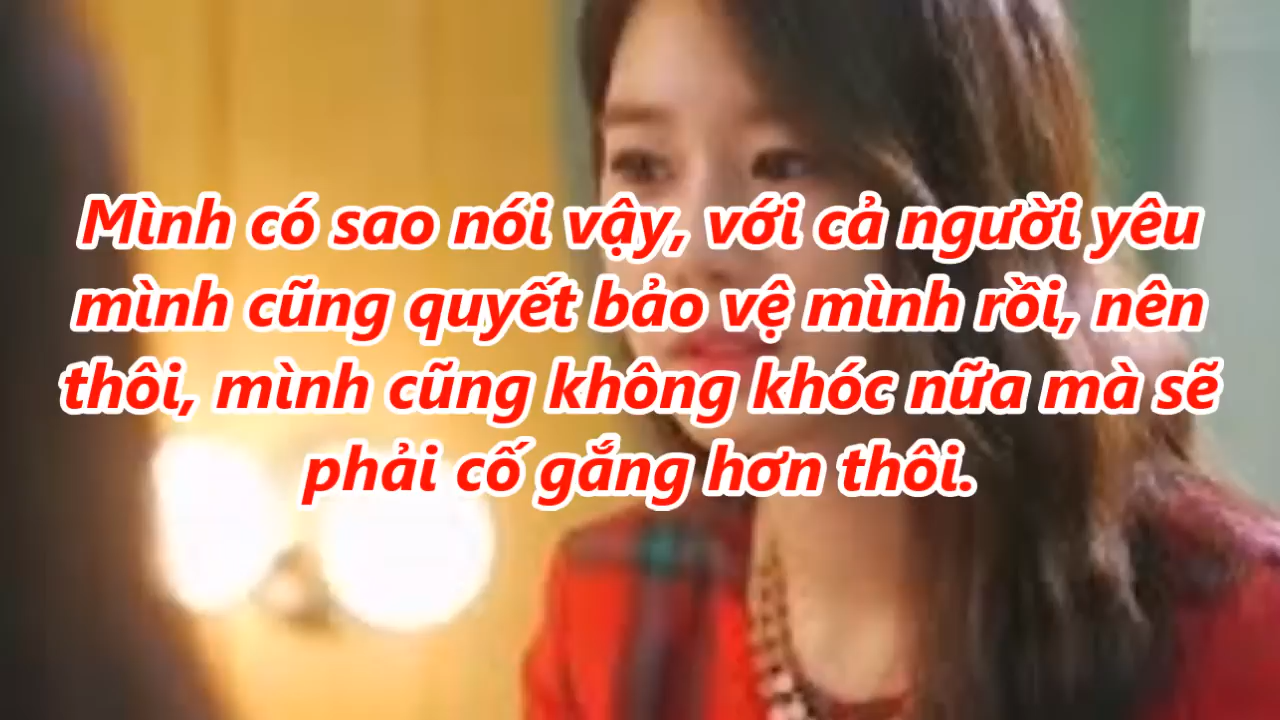 Mình có sao nói vậy, với cả người yêu
mình cũng quyết bảo vệ mình rồi, nên
thôi, mình cũng không khóc nữa mà sẽ
phải cố gắng hơn thôi.